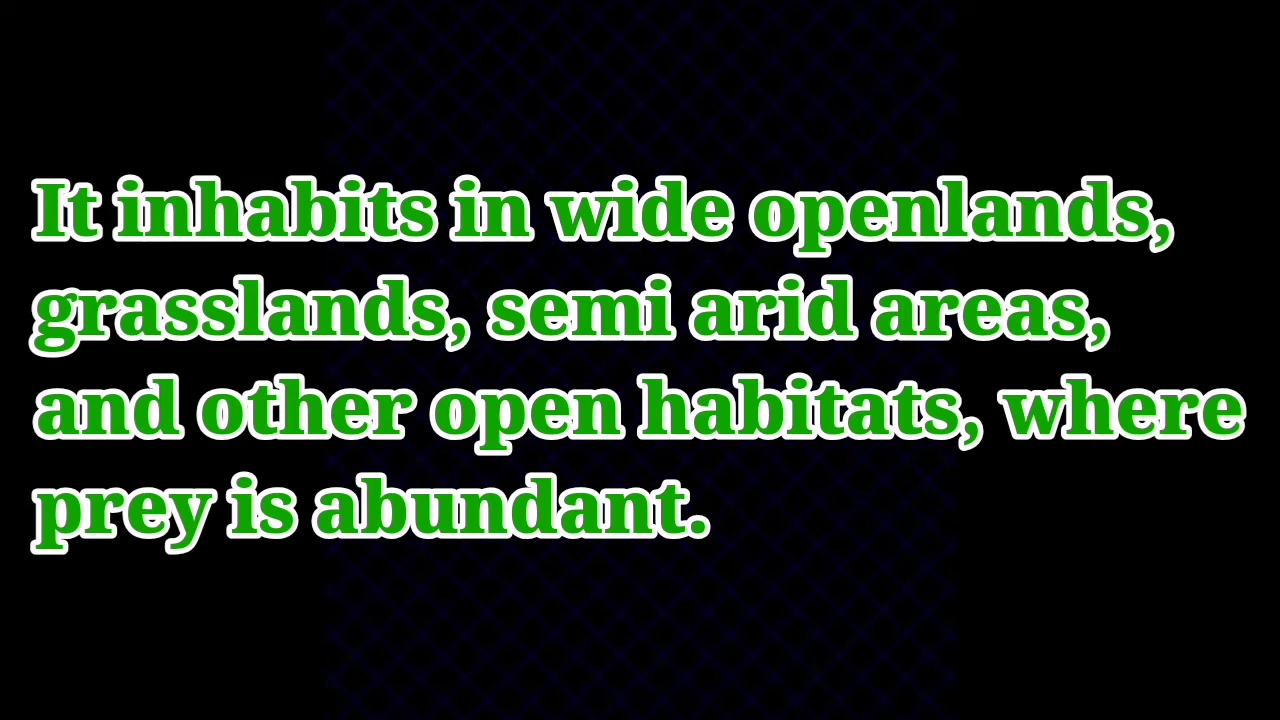 It inhabits in wide openlands,
grasslands, semi arid areas,
and other open habitats, where
prey is abundant.